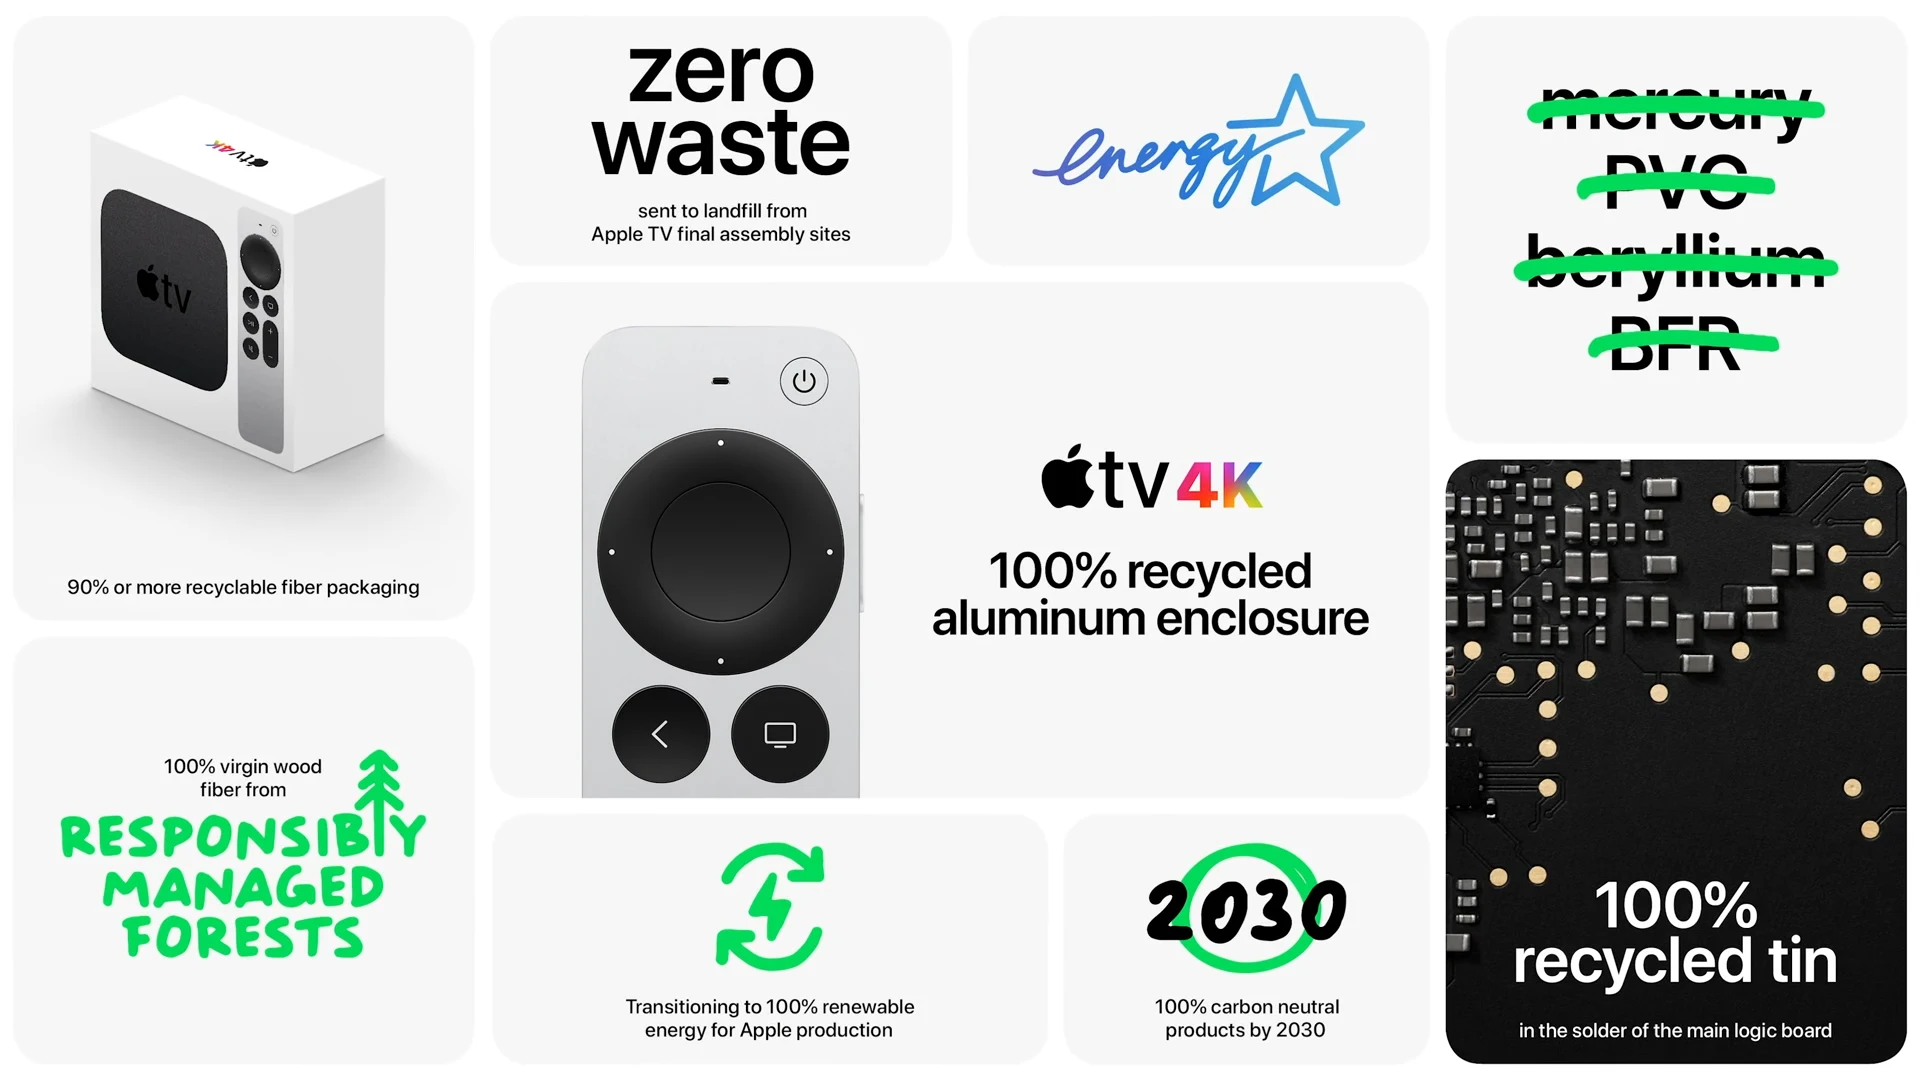 tv4K
tv
90% or more recyclable fiber packaging
zero
waste
sent to landfill from
Apple TV final assembly sites
energy
mercury
PVC
beryllium
BFR
tv4K
100% recycled
aluminum enclosure
100% virgin wood
fiber from
RESPONSIBLY
MANAGED
FORESTS
Transitioning to 100% renewable
energy for Apple production
2030
100% carbon neutral
products by 2030
100%
recycled tin
in the solder of the main logic board